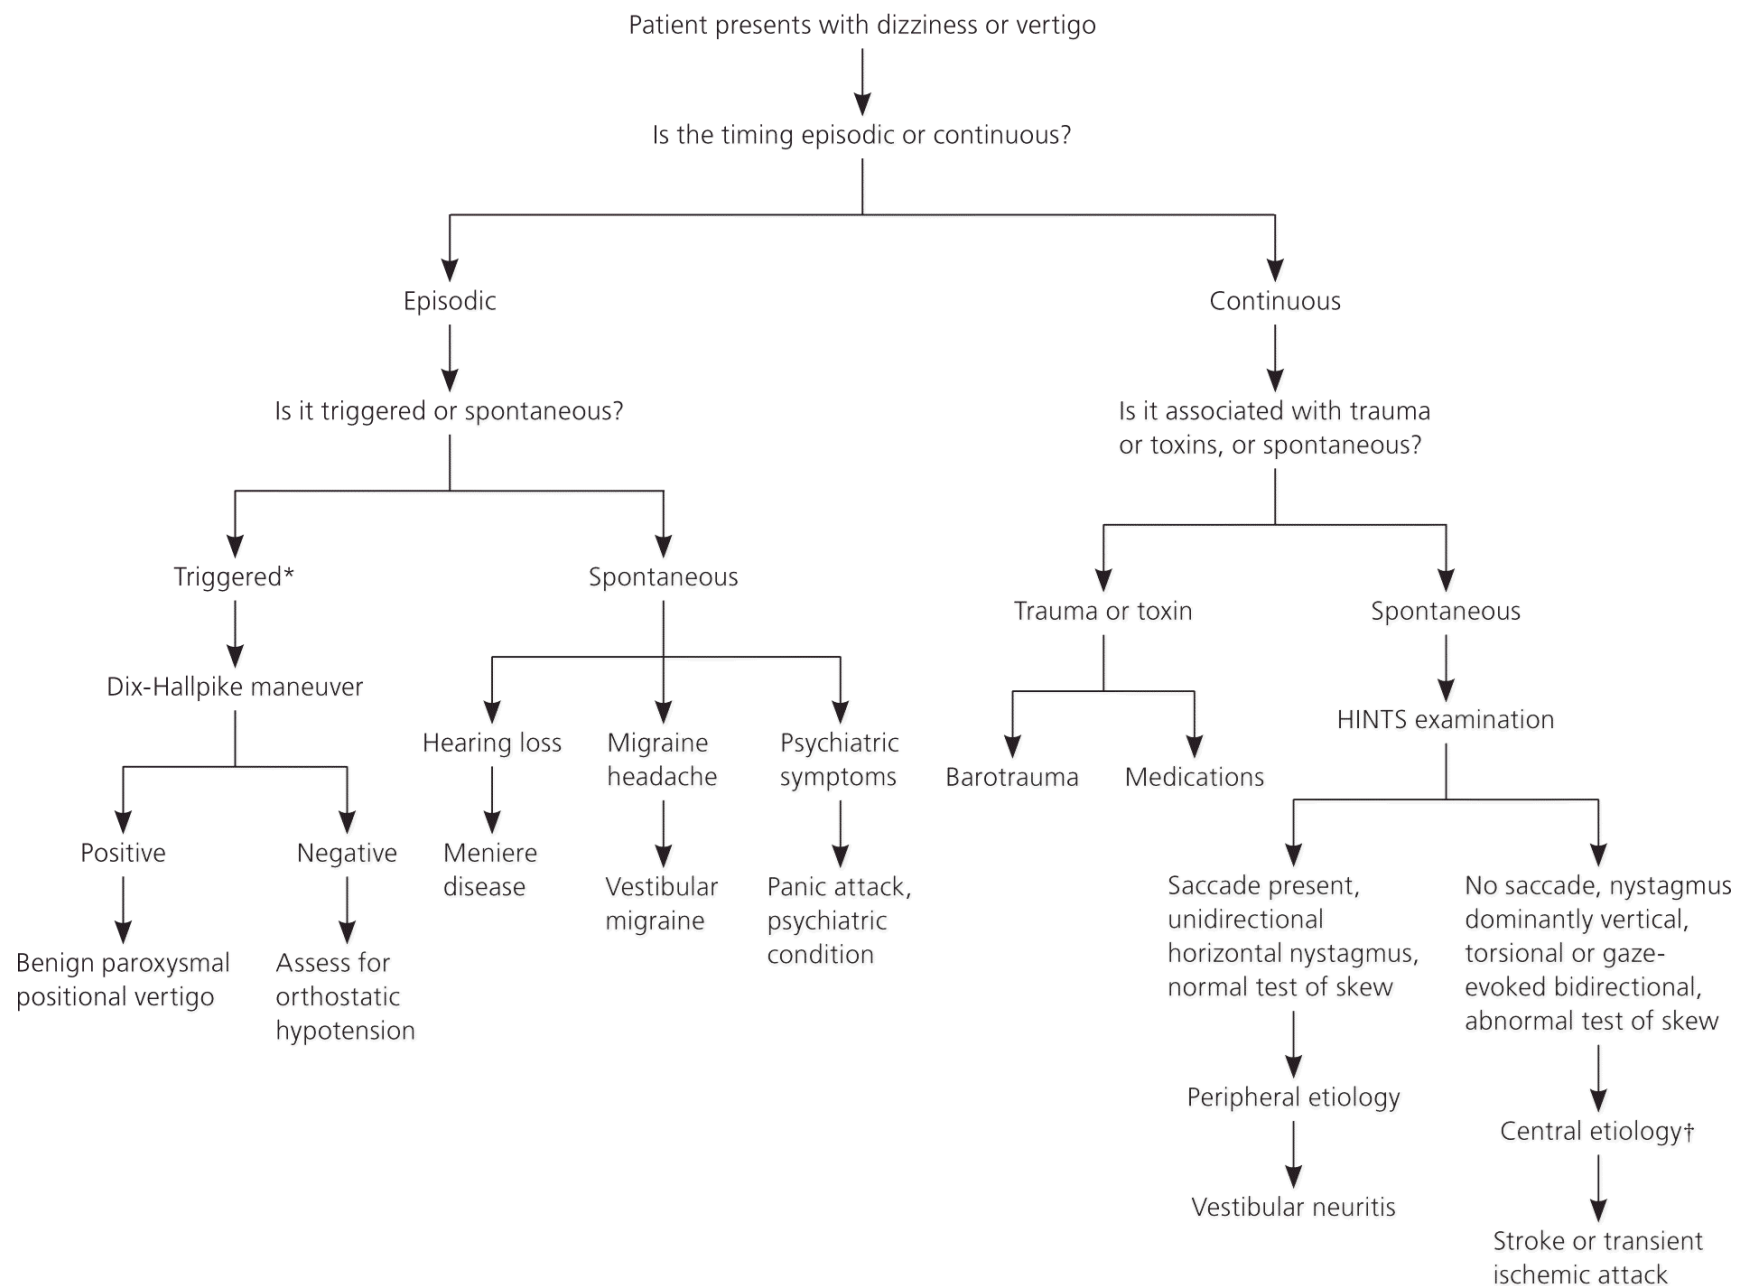 Patient presents with dizziness or vertigo
Is the timing episodic or continuous?
Episodic
Continuous
Is it triggered or spontaneous?
Is it associated with trauma
or toxins, or spontaneous?
Triggered*
Spontaneous
Trauma or toxin
Spontaneous
Dix-Hallpike maneuver
HINTS examination
Hearing loss
Migraine
headache
Psychiatric
symptoms
Barotrauma
Medications
Positive
Negative
Meniere
disease
Vestibular
migraine
Panic attack,
psychiatric
condition
Saccade present,
unidirectional
horizontal nystagmus,
normal test of skew
No saccade, nystagmus
dominantly vertical,
torsional or gaze-
evoked bidirectional,
abnormal test of skew
Benign paroxysmal
positional vertigo
Assess for
orthostatic
hypotension
Peripheral etiology
Central etiology†
Vestibular neuritis
Stroke or transient
ischemic attack